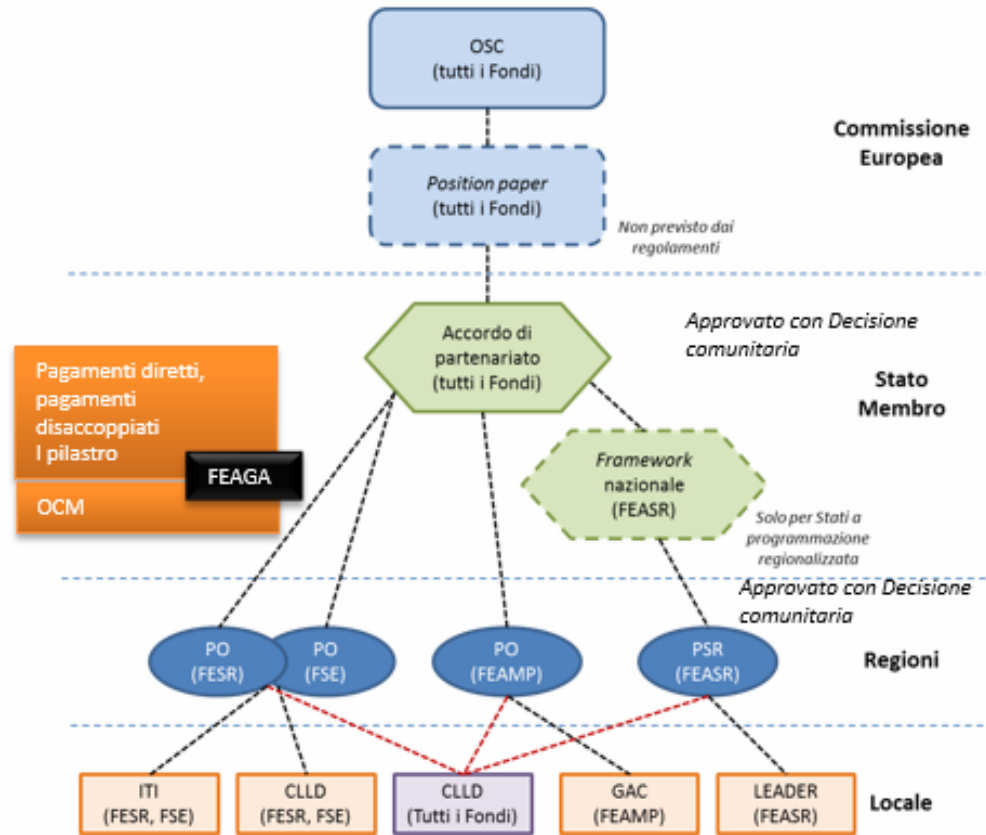 OSC
(tutti i Fondi)
Commissione
Europea
Position paper
(tutti i Fondi)
Non previsto dai
regolamenti
Accordo di
partenariato
(tutti i Fondi)
Approvato con Decisione
comunitaria
Stato
Membro
Pagamenti diretti,
pagamenti
disaccoppiati
I pilastro
FEAGA
OCM
Framework
nazionale
(FEASR)
Solo per Stati a
programmazione
regionalizzata
Approvato con Decisione
comunitaria
PO
(FESR)
PO
(FSE)
PO
(FEAMP)
PSR
(FEASR)
Regioni
ITI
(FESR, FSE)
CLLD
(FESR, FSE)
CLLD
(Tutti i Fondi)
GAC
(FEAMP)
LEADER
(FEASR)
Locale